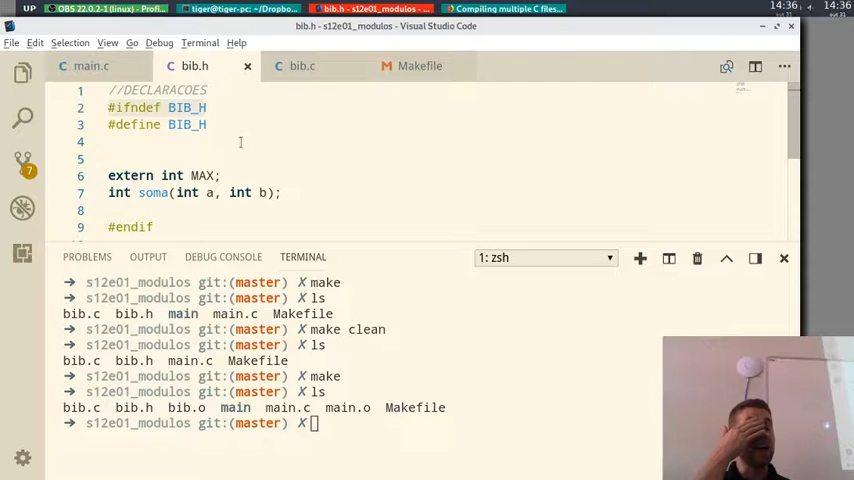 UP
OBS 22.0.2-1 (linux) - Profi...
tiger@tiger-pc: ~/Dropbo...
bib.h - s12e01_modulos - ...
Compiling multiple C files...
14:36
14:36
bib.h - s12e01_modulos - Visual Studio Code
File Edit Selection View Go Debug Terminal Help
main.c bib.h bib.c M Makefile
1 //DECLARACOES
2 #ifndef BIB_H
3 #define BIB_H
4
5
6 extern int MAX;
7 int soma(int a, int b);
8
9 #endif
7
PROBLEMS OUTPUT DEBUG CONSOLE TERMINAL 1: zsh
→ s12e01_modulos git:(master) ✗ make
→ s12e01_modulos git:(master) ✗ ls
bib.c bib.h main main.c Makefile
→ s12e01_modulos git:(master) ✗ make clean
→ s12e01_modulos git:(master) ✗ ls
bib.c bib.h main.c Makefile
→ s12e01_modulos git:(master) ✗ make
→ s12e01_modulos git:(master) ✗ ls
bib.c bib.h bib.o main main.c main.o Makefile
→ s12e01_modulos git:(master) ✗